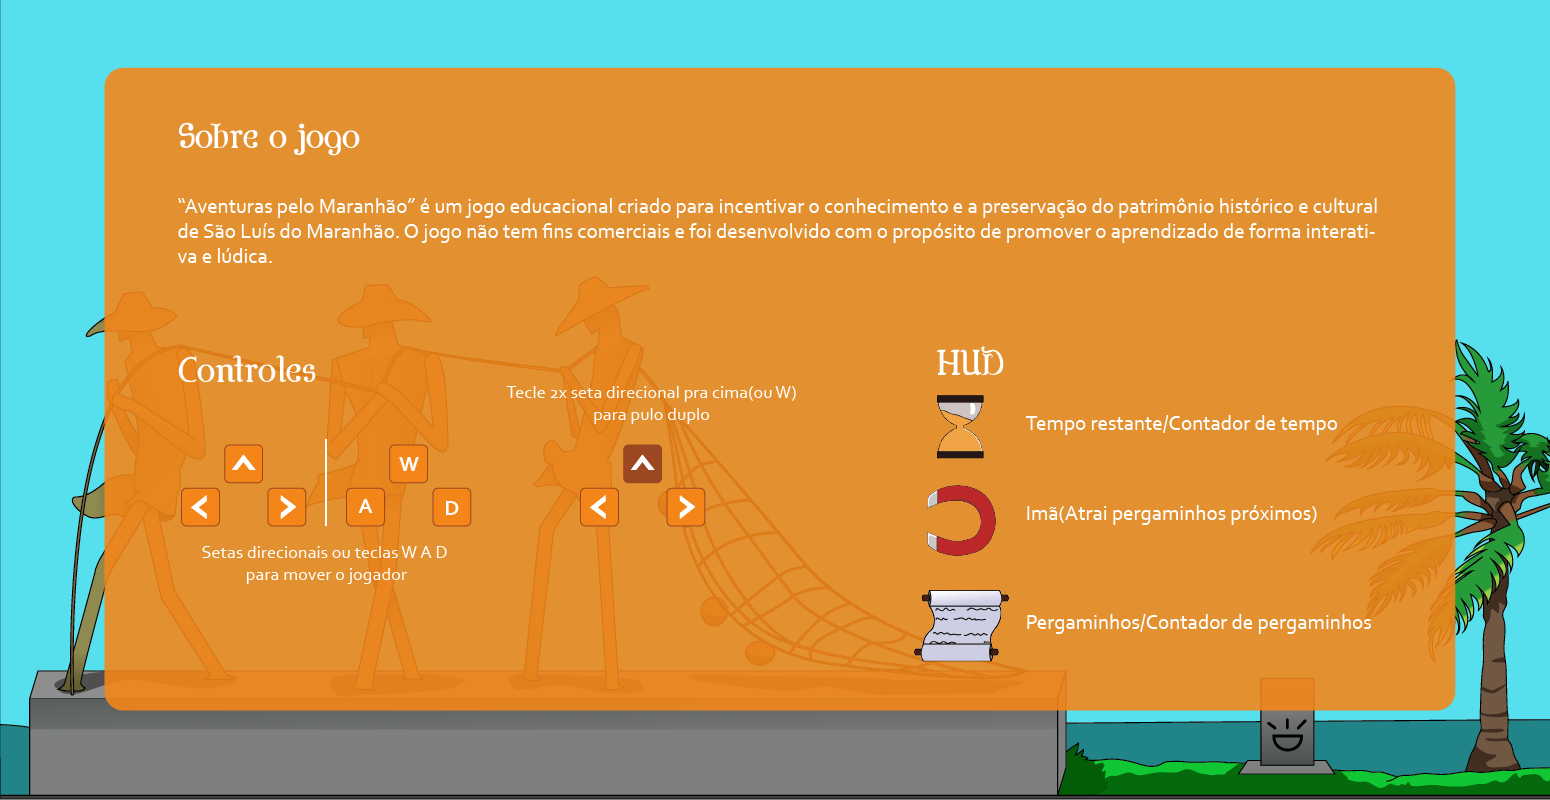 Sobre o jogo
“Aventuras pelo Maranhão” é um jogo educacional criado para incentivar o conhecimento e a preservação do patrimônio histórico e cultural
de São Luís do Maranhão. O jogo não tem fins comerciais e foi desenvolvido com o propósito de promover o aprendizado de forma interati-
va e lúdica.
Controles
W
A
D
Setas direcionais ou teclas W A D
para mover o jogador
Tecle 2x seta direcional pra cima(ou W)
para pulo duplo
HUD
Tempo restante/Contador de tempo
Imã(Atrai pergaminhos próximos)
Pergaminhos/Contador de pergaminhos